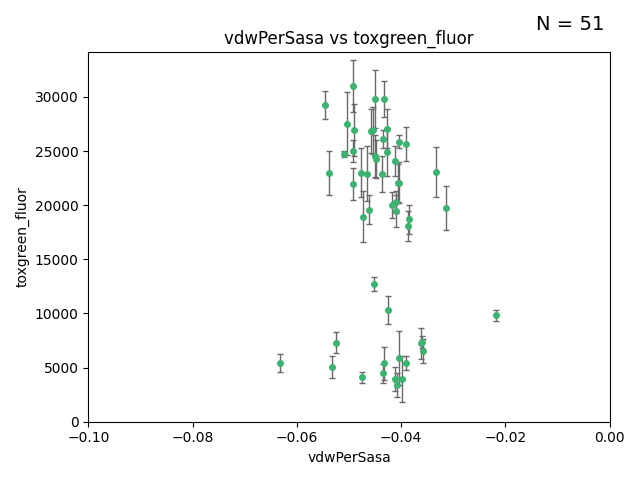 N = 51
vdwPerSasa vs toxgreen_fluor
30000
25000
20000
15000
10000
5000
0
toxgreen_fluor
−0.10 −0.08 −0.06 −0.04 −0.02 0.00
vdwPerSasa